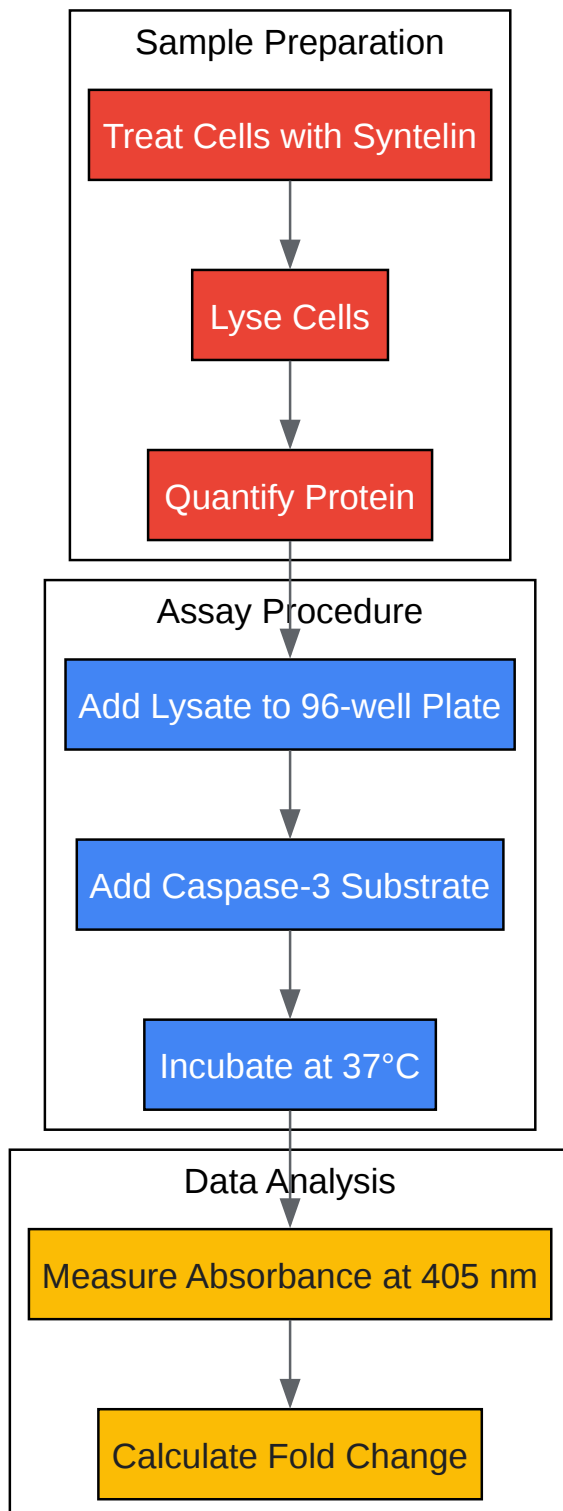 Sample Preparation
Treat Cells with Syntelin
Lyse Cells
Quantify Protein
Assay Procedure
Add Lysate to 96-well Plate
Add Caspase-3 Substrate
Incubate at 37°C
Data Analysis
Measure Absorbance at 405 nm
Calculate Fold Change